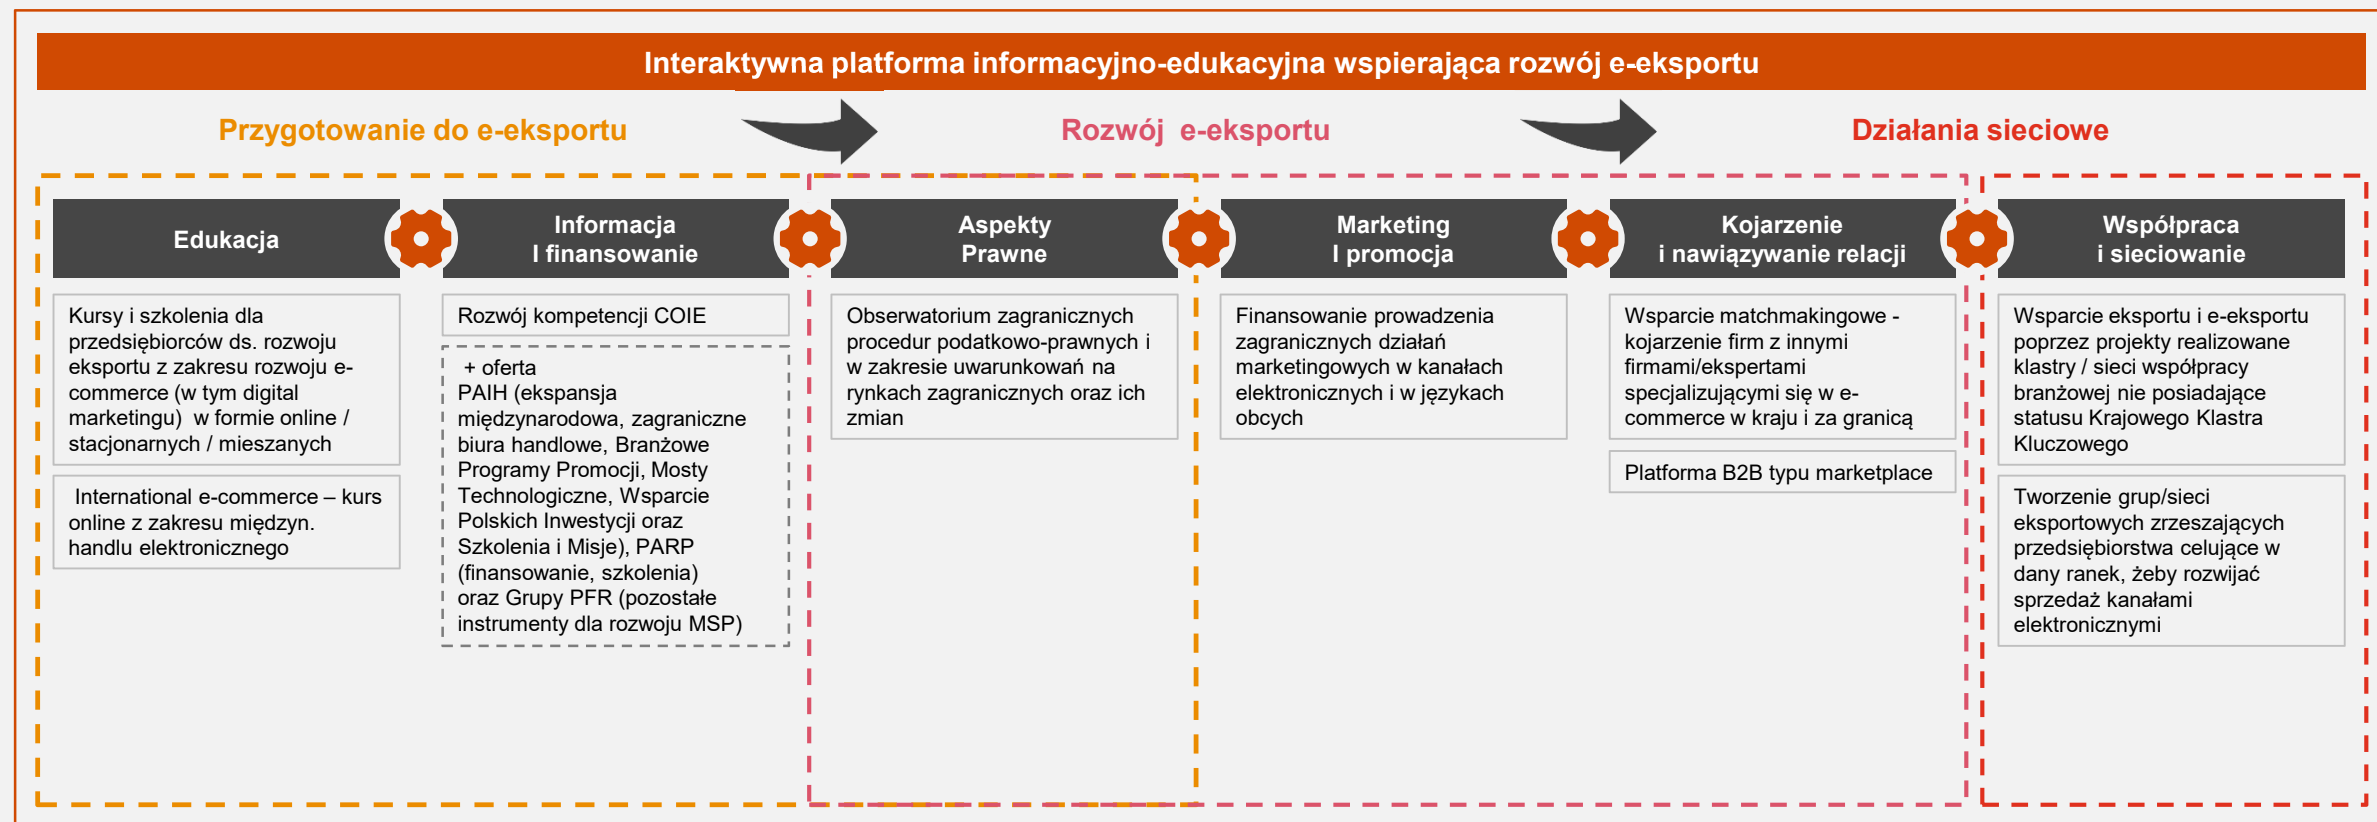 Interaktywna platforma informacyjno-edukacyjna wspierająca rozwój e-eksportu
Przygotowanie do e-eksportu
Rozwój e-eksportu
Działania sieciowe
Edukacja
Kursy i szkolenia dla
przedsiębiorców ds. rozwoju
eksportu z zakresu rozwoju e-
commerce (w tym digital
marketingu) w formie online /
stacjonarnych / mieszanych
International e-commerce – kurs
online z zakresu międzyn.
handlu elektronicznego
Informacja
I finansowanie
Rozwój kompetencji COIE
+ oferta
PAIH (ekspansja
międzynarodowa, zagraniczne
biura handlowe, Branżowe
Programy Promocji, Mosty
Technologiczne, Wsparcie
Polskich Inwestycji oraz
Szkolenia i Misje), PARP
(finansowanie, szkolenia)
oraz Grupy PFR (pozostałe
instrumenty dla rozwoju MSP)
Aspekty
Prawne
Obserwatorium zagranicznych
procedur podatkowo-prawnych i
w zakresie uwarunkowań na
rynkach zagranicznych oraz ich
zmian
Marketing
I promocja
Finansowanie prowadzenia
zagranicznych działań
marketingowych w kanałach
elektronicznych i w językach
obcych
Kojarzenie
i nawiązywanie relacji
Wsparcie matchmakingowe -
kojarzenie firm z innymi
firmami/ekspertami
specjalizującymi się w e-
commerce w kraju i za granicą
Platforma B2B typu marketplace
Współpraca
i sieciowanie
Wsparcie eksportu i e-eksportu
poprzez projekty realizowane
klastry / sieci współpracy
branżowej nie posiadające
statusu Krajowego Klastra
Kluczowego
Tworzenie grup/sieci
eksportowych zrzeszających
przedsiębiorstwa celujące w
dany ranek, żeby rozwijać
sprzedaż kanałami
elektronicznymi